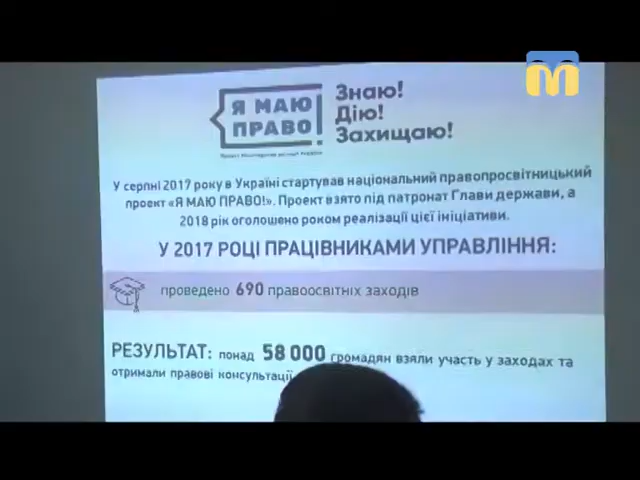 Я МАЮ
ПРАВО!
Знаю!
Дію!
Захищаю!
У серпні 2017 року в Україні стартував національний правопросвітницький
проект «Я МАЮ ПРАВО!». Проект взято під патронат Глави держави, а
2018 рік оголошено роком реалізації цієї ініціативи.
У 2017 РОЦІ ПРАЦІВНИКАМИ УПРАВЛІННЯ:
проведено 690 правоосвітніх заходів
РЕЗУЛЬТАТ: понад 58 000 громадян взяли участь у заходах та
отримали правові консультації